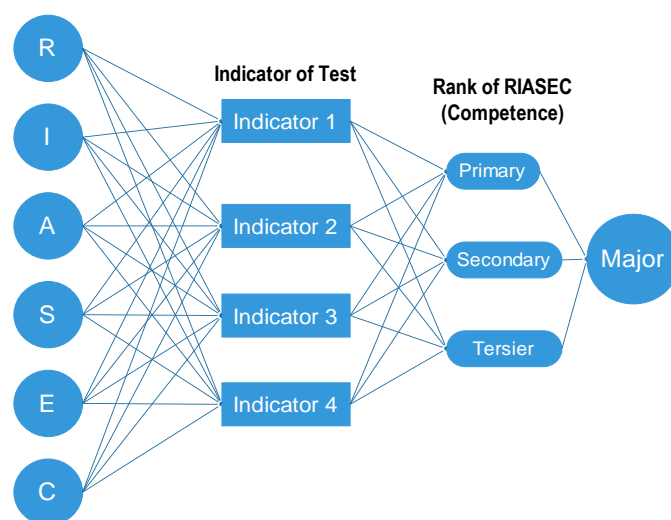 R
I
A
S
E
C
Indicator of Test
Indicator 1
Indicator 2
Indicator 3
Indicator 4
Rank of RIASEC
(Competence)
Primary
Secondary
Tersier
Major